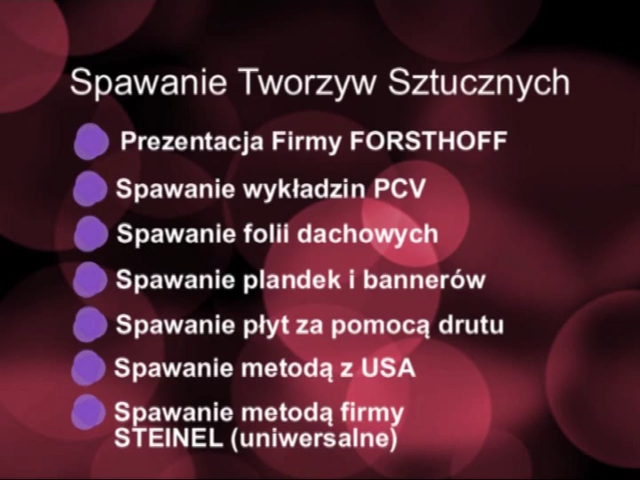 Spawanie Tworzyw Sztucznych
Prezentacja Firmy FORSTHOFF
Spawanie wykładzin PCV
Spawanie folii dachowych
Spawanie plandek i bannerów
Spawanie płyt za pomocą drutu
Spawanie metodą z USA
Spawanie metodą firmy
STEINEL (uniwersalne)